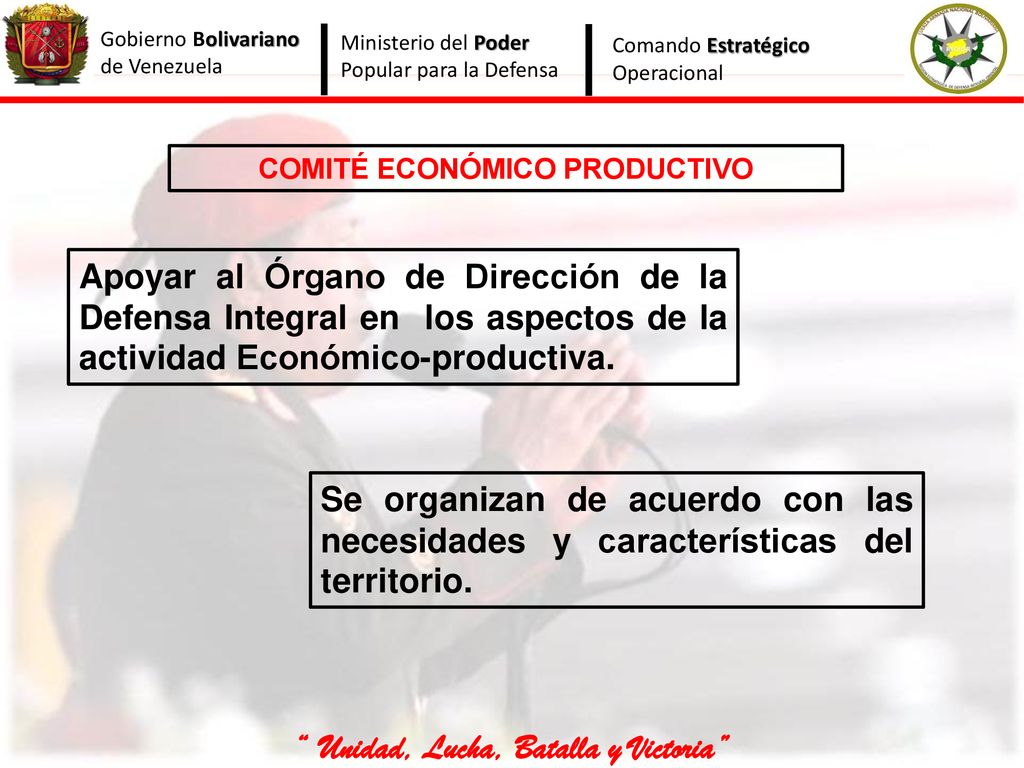 Gobierno Bolivariano
de Venezuela
Ministerio del Poder
Popular para la Defensa
Comando Estratégico
Operacional
COMITÉ ECONÓMICO PRODUCTIVO
Apoyar al Órgano de Dirección de la
Defensa Integral en los aspectos de la
actividad Económico-productiva.
Se organizan de acuerdo con las
necesidades y características del
territorio.
“ Unidad, Lucha, Batalla y Victoria”